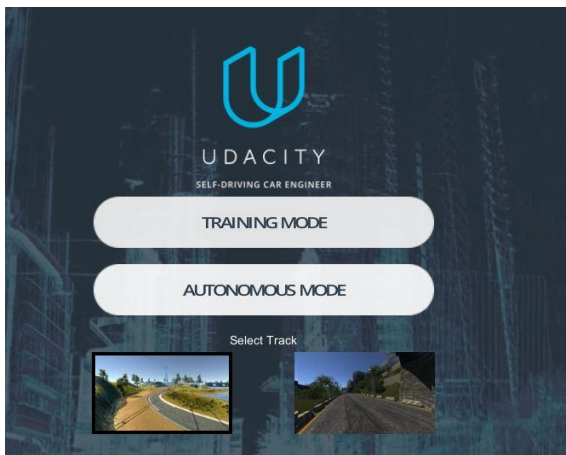 UDACITY
SELF-DRIVING CAR ENGINEER
TRAINING MODE
AUTONOMOUS MODE
Select Track